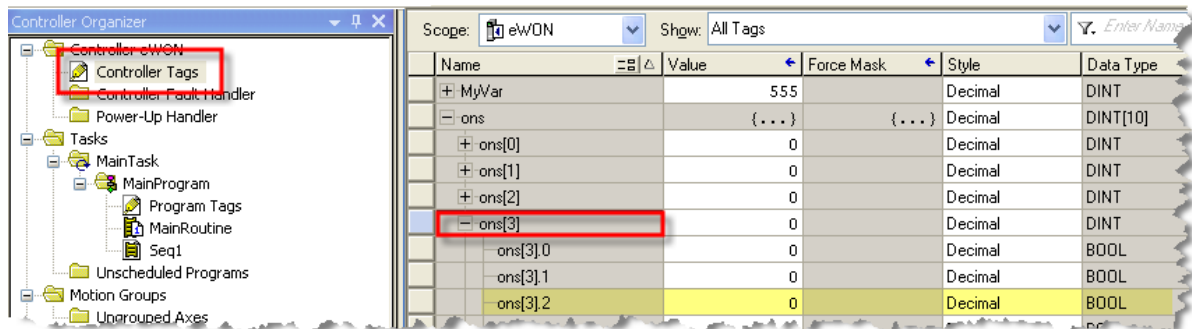 Controller Organizer
Controller eWON
Controller Tags
Controller Fault Handler
Power-Up Handler
Tasks
MainTask
MainProgram
Program Tags
MainRoutine
Seq1
Unscheduled Programs
Motion Groups
Ungrouped Axes
Scope: eWON Show: All Tags Enter Name
Name Value Force Mask Style Data Type
MyVar 555 Decimal DINT
ons {...} {...} Decimal DINT[10]
ons[0] 0 Decimal DINT
ons[1] 0 Decimal DINT
ons[2] 0 Decimal DINT
ons[3] 0 Decimal DINT
ons[3].0 0 Decimal BOOL
ons[3].1 0 Decimal BOOL
ons[3].2 0 Decimal BOOL